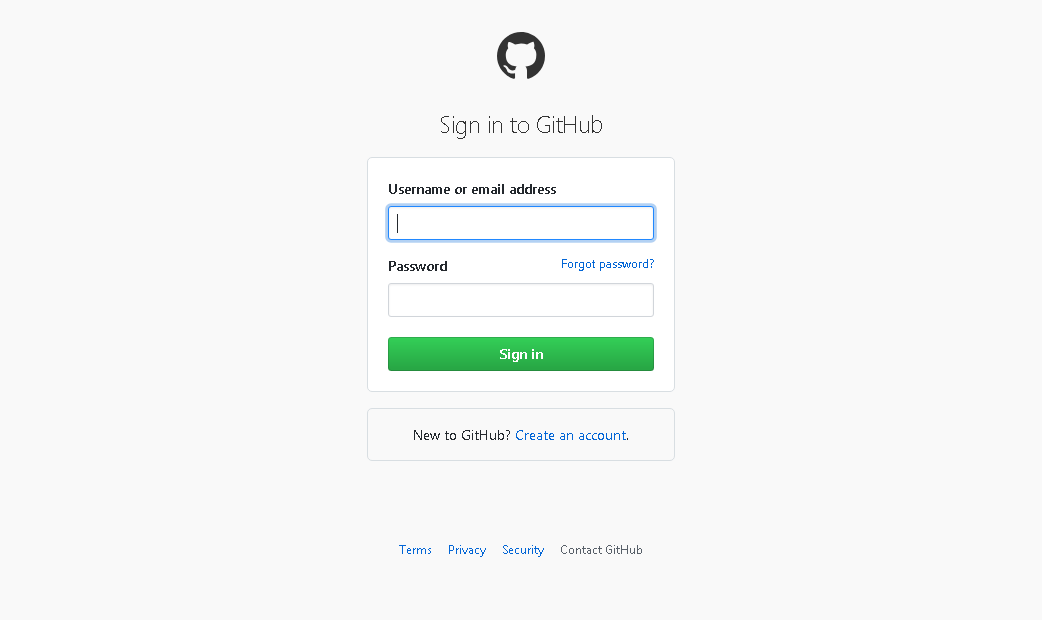 Sign in to GitHub
Username or email address
Password Forgot password?
Sign in
New to GitHub? Create an account.
Terms Privacy Security Contact GitHub